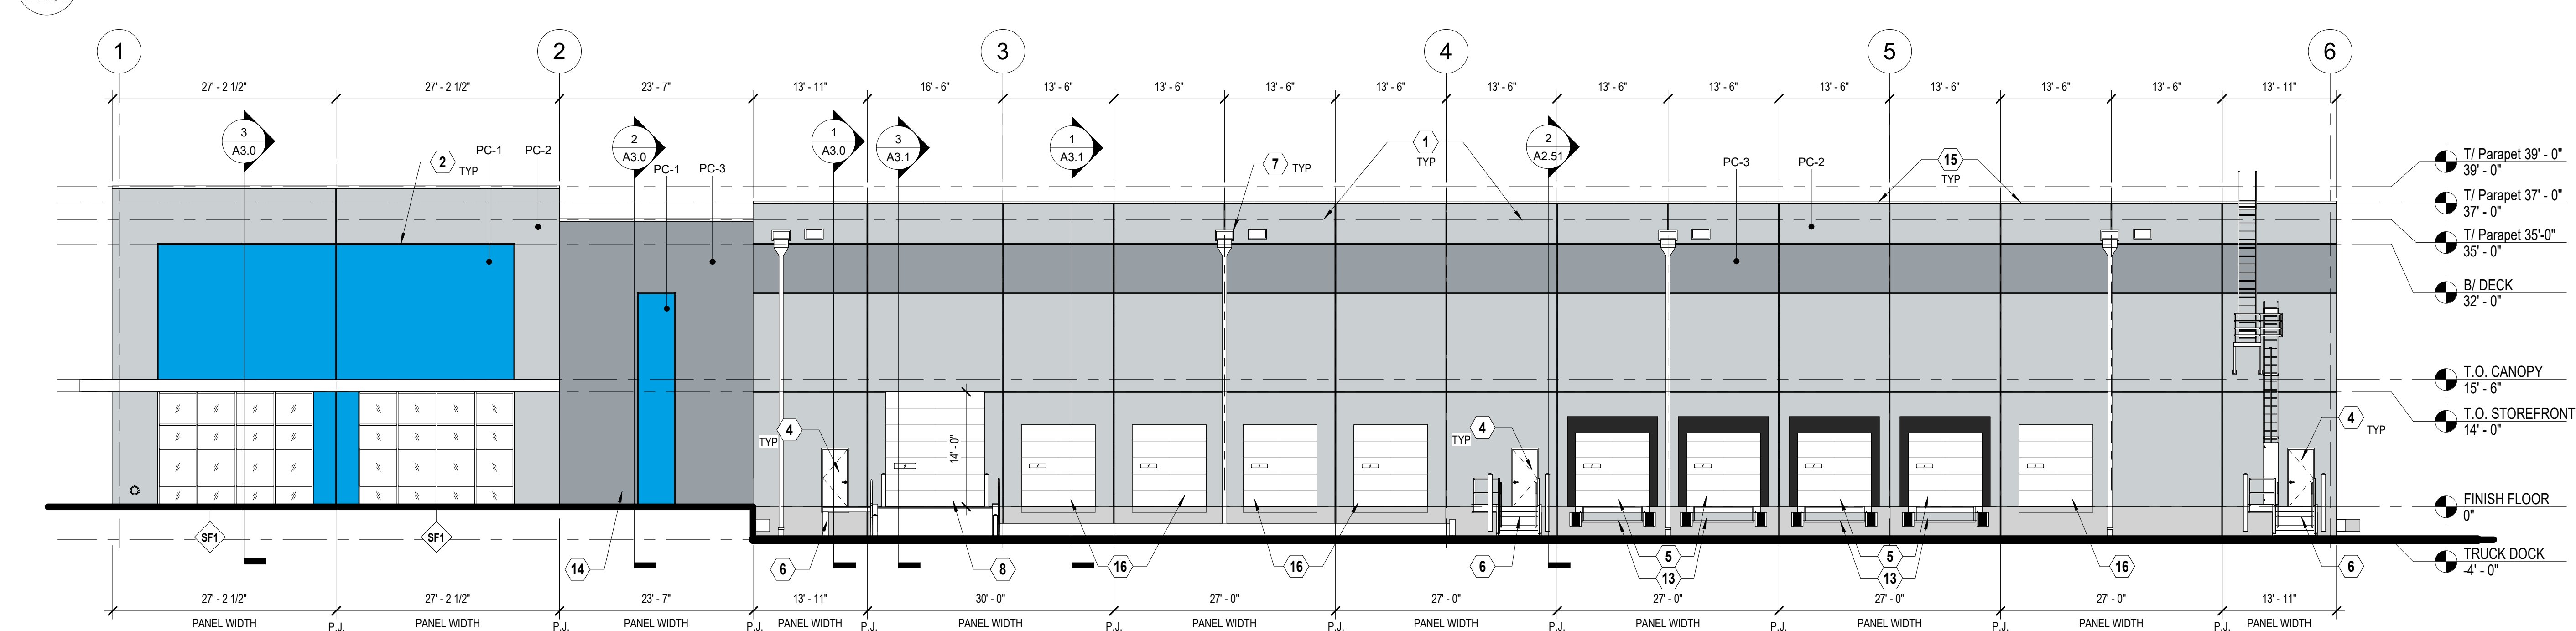 1
2
3
4
5
6
27' - 2 1/2"
27' - 2 1/2"
23' - 7"
13' - 11"
16' - 6"
13' - 6"
13' - 6"
13' - 6"
13' - 6"
13' - 6"
13' - 6"
13' - 6"
13' - 6"
13' - 6"
13' - 6"
13' - 6"
13' - 11"
3
A3.0
2
TYP
PC-1
PC-2
2
A3.0
PC-1
PC-3
1
A3.0
3
A3.1
1
A3.1
7
TYP
1
TYP
2
A2.51
PC-3
PC-2
15
TYP
T/ Parapet 39' - 0"
39' - 0"
T/ Parapet 37' - 0"
37' - 0"
T/ Parapet 35'-0"
35' - 0"
B/ DECK
32' - 0"
T.O. CANOPY
15' - 6"
T.O. STOREFRONT
14' - 0"
FINISH FLOOR
0"
TRUCK DOCK
-4' - 0"
4
TYP
14' - 0"
4
TYP
4
TYP
SF1
SF1
14
6
8
16
16
6
5
13
5
13
16
6
27' - 2 1/2"
27' - 2 1/2"
23' - 7"
13' - 11"
30' - 0"
27' - 0"
27' - 0"
27' - 0"
27' - 0"
27' - 0"
13' - 11"
PANEL WIDTH
P.J.
PANEL WIDTH
P.J.
PANEL WIDTH
P.J.
PANEL WIDTH
P.J.
PANEL WIDTH
P.J.
PANEL WIDTH
P.J.
PANEL WIDTH
P.J.
PANEL WIDTH
P.J.
PANEL WIDTH
P.J.
PANEL WIDTH
P.J.
PANEL WIDTH